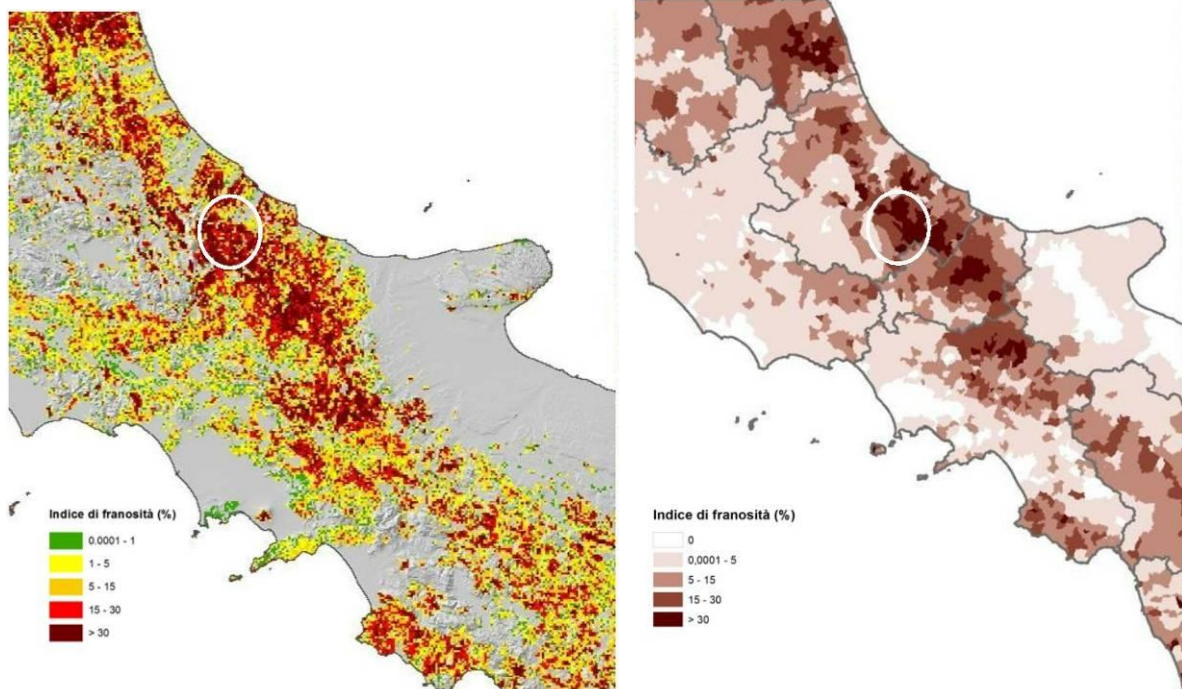 Indice di franosità (%)
0.0001 - 1
1 - 5
5 - 15
15 - 30
> 30
Indice di franosità (%)
0
0,0001 - 5
5 - 15
15 - 30
> 30